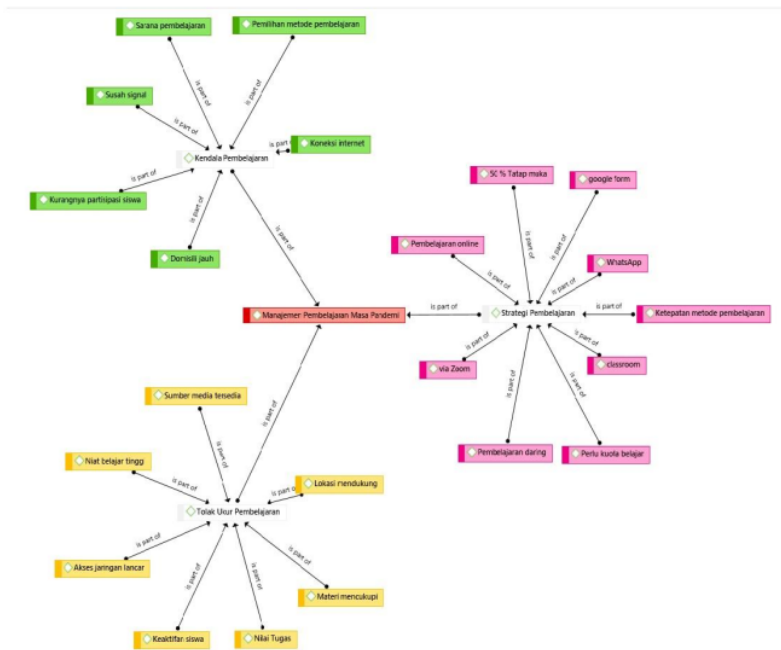 Sarana pembelajaran
Pemilihan metode pembelajaran
is part of
is part of
Susah signal
is part of
Koneksi internet
is part of
Kendala Pembelajaran
is part of
Kurangnya partisipasi siswa
is part of
Domisili jauh
is part of
50 % Tatap muka
google form
Pembelajaran online
is part of
is part of
is part of
WhatsApp
is part of
Manajemen Pembelajaran Masa Pandemi
is part of
Strategi Pembelajaran
is part of
Ketepatan metode pembelajaran
is part of
is part of
via Zoom
classroom
is part of
is part of
Pembelajaran daring
Perlu kuota belajar
is part of
Sumber media tersedia
is part of
Niat belajar tinggi
is part of
Lokasi mendukung
is part o
Tolak Ukur Pembelajaran
is part of
Akses jaringan lancar
is part of
is part of
is part of
Materi mencukupi
Keaktifan siswa
Nilai Tugas